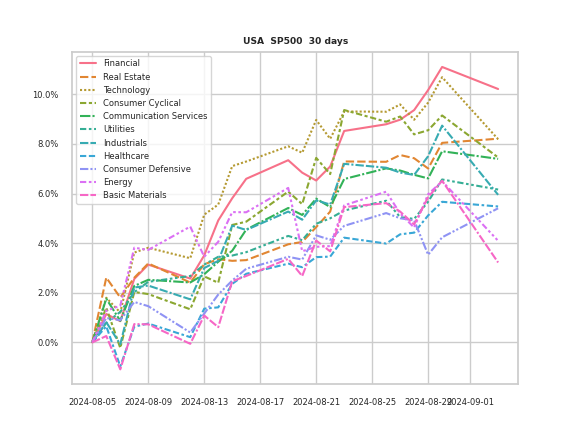 USA SP500 30 days
Financial
Real Estate
Technology
Consumer Cyclical
Communication Services
Utilities
Industrials
Healthcare
Consumer Defensive
Energy
Basic Materials
10.0%
8.0%
6.0%
4.0%
2.0%
0.0%
2024-08-05 2024-08-09 2024-08-13 2024-08-17 2024-08-21 2024-08-25 2024-08-29 2024-09-01